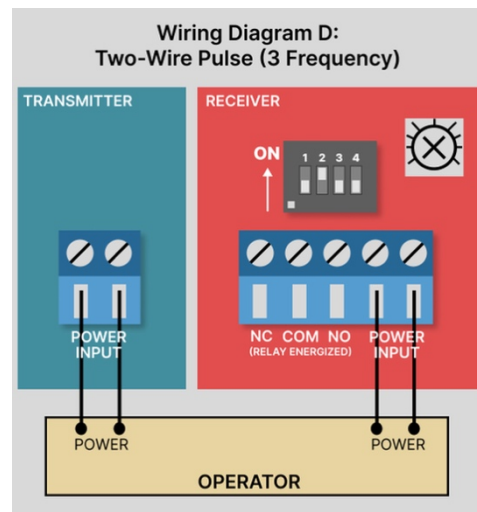 Wiring Diagram D:
Two-Wire Pulse (3 Frequency)
TRANSMITTER
RECEIVER
ON
1 2 3 4
POWER
INPUT
NC COM NO POWER
(RELAY ENERGIZED) INPUT
POWER
POWER
OPERATOR